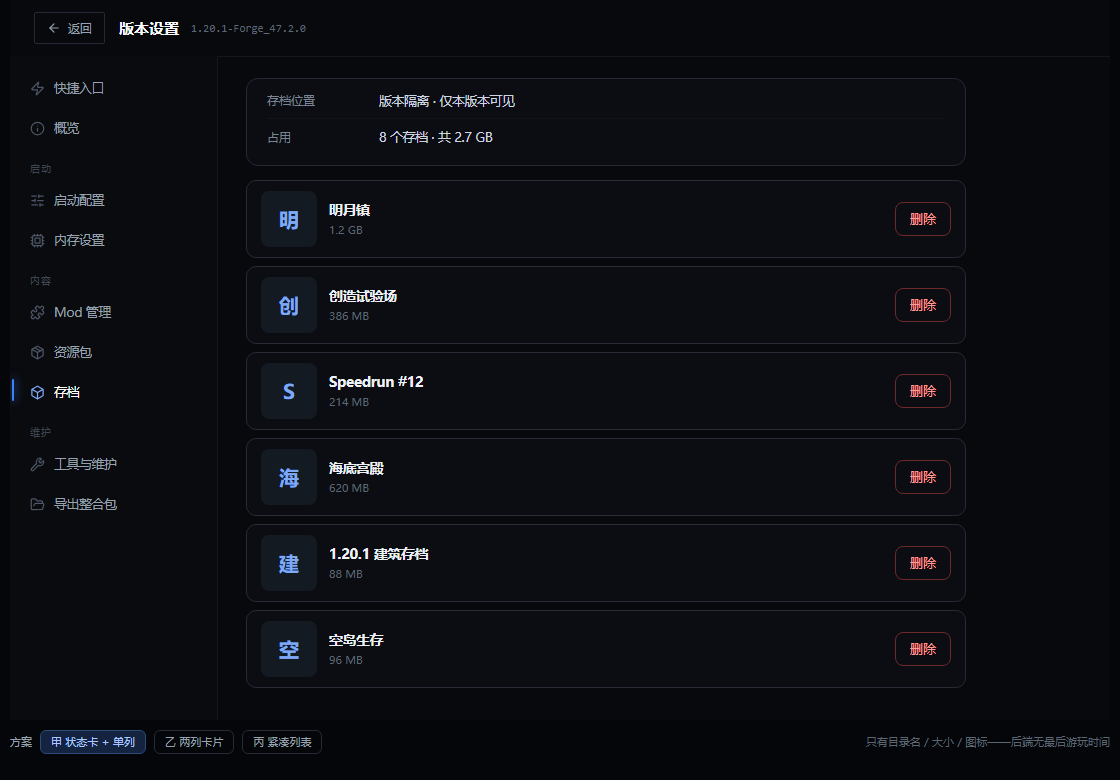 返回
版本设置 1.20.1-Forge_47.2.0
快捷入口
概览
启动
启动配置
内存设置
内容
Mod 管理
资源包
存档
维护
工具与维护
导出整合包
存档位置 版本隔离 · 仅本版本可见
占用 8 个存档 · 共 2.7 GB
明
明月镇
1.2 GB
删除
创
创造试验场
386 MB
删除
S
Speedrun #12
214 MB
删除
海
海底宫殿
620 MB
删除
建
1.20.1 建筑存档
88 MB
删除
空
空岛生存
96 MB
删除
方案 甲 状态卡 + 单列 乙 两列卡片 丙 紧凑列表
只有目录名 / 大小 / 图标——后端无最后游玩时间